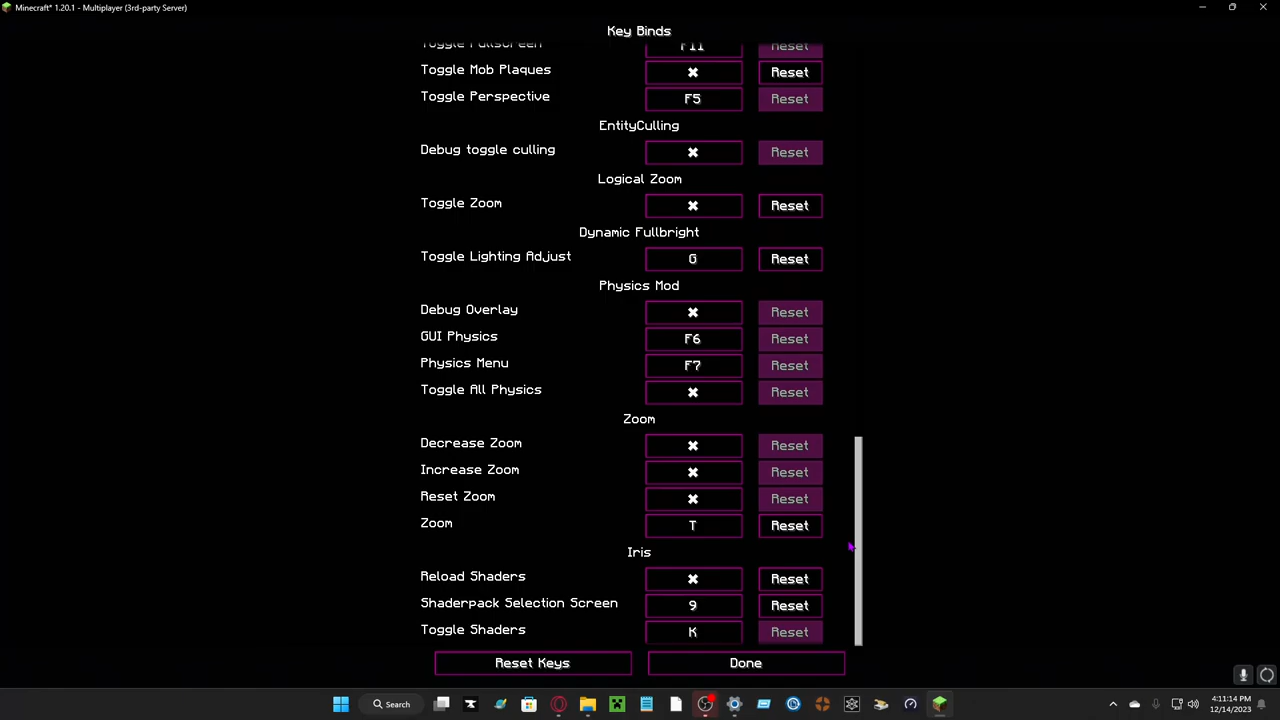 Minecraft* 1.20.1 - Multiplayer (3rd-party Server)
Key Binds
Toggle Fullscreen F11 Reset
Toggle Mob Plaques ✖ Reset
Toggle Perspective F5 Reset
EntityCulling
Debug toggle culling ✖ Reset
Logical Zoom
Toggle Zoom ✖ Reset
Dynamic Fullbright
Toggle Lighting Adjust G Reset
Physics Mod
Debug Overlay ✖ Reset
GUI Physics F6 Reset
Physics Menu F7 Reset
Toggle All Physics ✖ Reset
Zoom
Decrease Zoom ✖ Reset
Increase Zoom ✖ Reset
Reset Zoom ✖ Reset
Zoom T Reset
Iris
Reload Shaders ✖ Reset
Shaderpack Selection Screen 9 Reset
Toggle Shaders K Reset
Reset Keys Done
Search
4:11:14 PM
12/14/2023